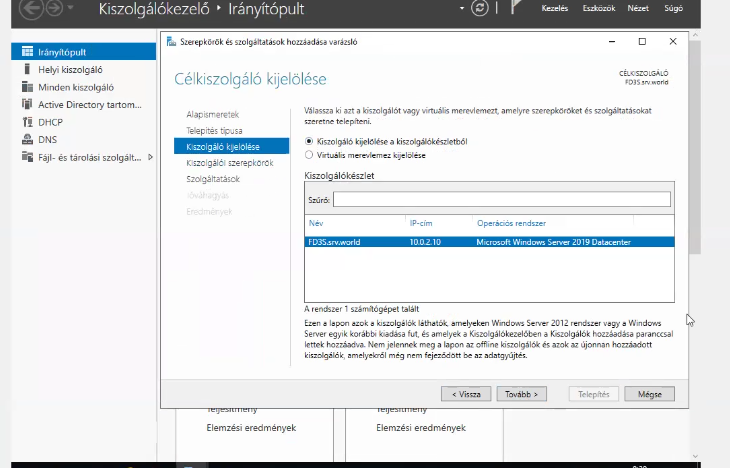 Kiszolgálókezelő • Irányítópult
Kezelés Eszközök Nézet Súgó
Irányítópult
Helyi kiszolgáló
Minden kiszolgáló
Active Directory tartom...
DHCP
DNS
Fájl- és tárolási szolgált...
Szerepkörök és szolgáltatások hozzáadása varázsló
Célkiszolgáló kijelölése
CÉLKISZOLGÁLÓ
FD3S.srv.world
Alapismeretek
Telepítés típusa
Kiszolgáló kijelölése
Kiszolgálói szerepkörök
Szolgáltatások
Jóváhagyás
Eredmények
Válassza ki azt a kiszolgálót vagy virtuális merevlemezt, amelyre szerepköröket és szolgáltatásokat
szeretne telepíteni.
Kiszolgáló kijelölése a kiszolgálókészletből
Virtuális merevlemez kijelölése
Kiszolgálókészlet
Szűrő:
Név IP-cím Operációs rendszer
FD3S.srv.world 10.0.2.10 Microsoft Windows Server 2019 Datacenter
A rendszer 1 számítógépet talált
Ezen a lapon azok a kiszolgálók láthatók, amelyeken Windows Server 2012 rendszer vagy a Windows
Server egyik korábbi kiadása fut, és amelyek a Kiszolgálókezelőben a Kiszolgálók hozzáadása paranccsal
lettek hozzáadva. Nem jelennek meg a lapon az offline kiszolgálók és azok az újonnan hozzáadott
kiszolgálók, amelyekről még nem fejeződött be az adatgyűjtés.
< Vissza Tovább > Telepítés Mégse
Teljesítmény Teljesítmény
Elemzési eredmények Elemzési eredmények